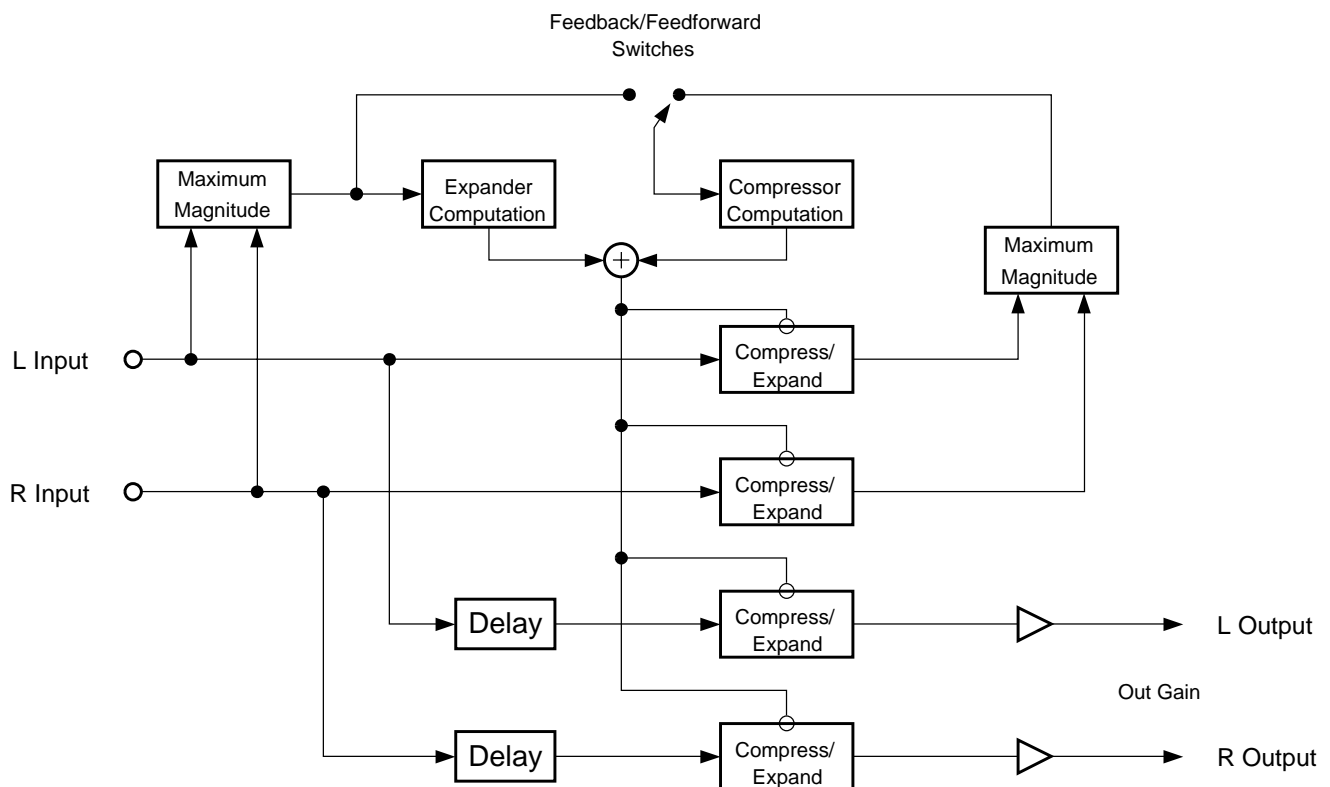 Feedback/Feedforward
Switches
Maximum
Magnitude
Expander
Computation
Compressor
Computation
Maximum
Magnitude
+
L Input
Compress/
Expand
R Input
Compress/
Expand
Delay
Compress/
Expand
L Output
Out Gain
Delay
Compress/
Expand
R Output